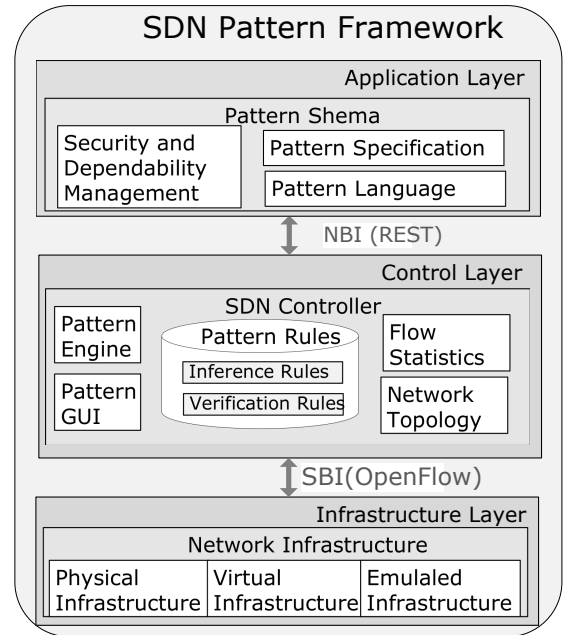 SDN Pattern Framework
Application Layer
Pattern Shema
Security and
Dependability
Management
Pattern Specification
Pattern Language
NBI (REST)
Control Layer
SDN Controller
Pattern
Engine
Pattern
GUI
Pattern Rules
Inference Rules
Verification Rules
Flow
Statistics
Network
Topology
SBI(OpenFlow)
Infrastructure Layer
Network Infrastructure
Physical
Infrastructure
Virtual
Infrastructure
Emulaled
Infrastructure